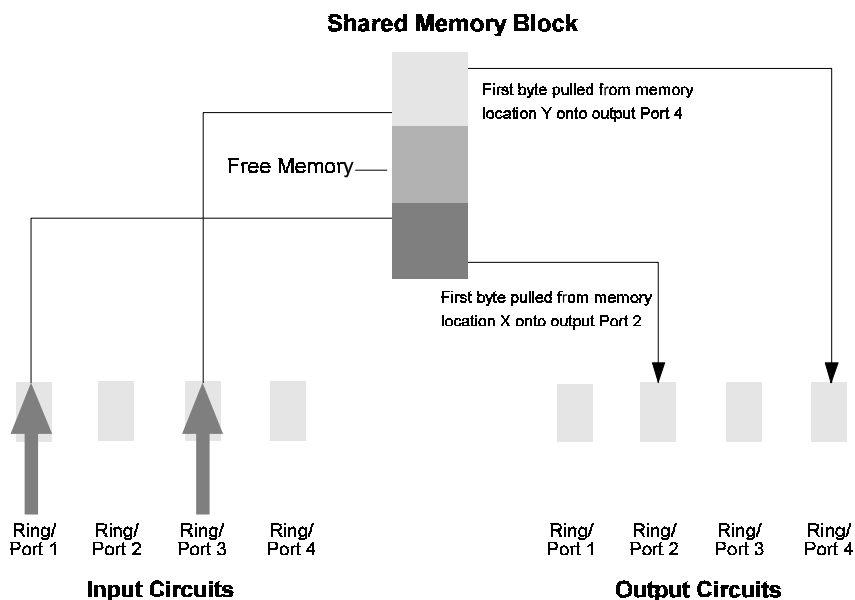 Shared Memory Block
First byte pulled from memory
location Y onto output Port 4
Free Memory
First byte pulled from memory
location X onto output Port 2
Ring/
Port 1
Ring/
Port 2
Ring/
Port 3
Ring/
Port 4
Ring/
Port 1
Ring/
Port 2
Ring/
Port 3
Ring/
Port 4
Input Circuits
Output Circuits